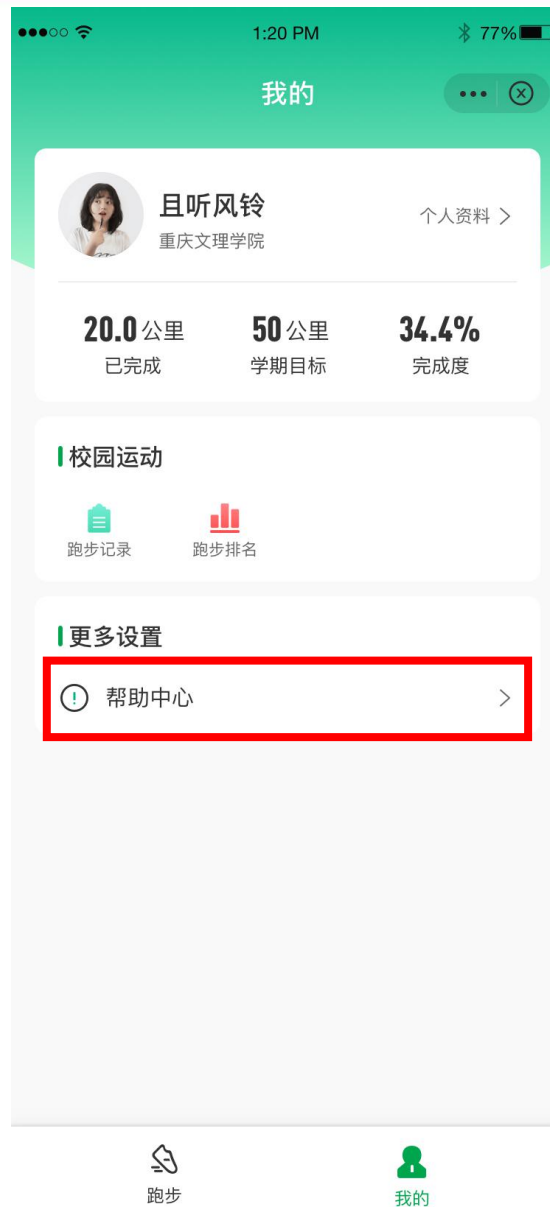 1:20 PM
77%
我的
且听风铃
重庆文理学院
个人资料
20.0公里
50公里
34.4%
已完成
学期目标
完成度
校园运动
跑步记录
跑步排名
更多设置
帮助中心
跑步
我的